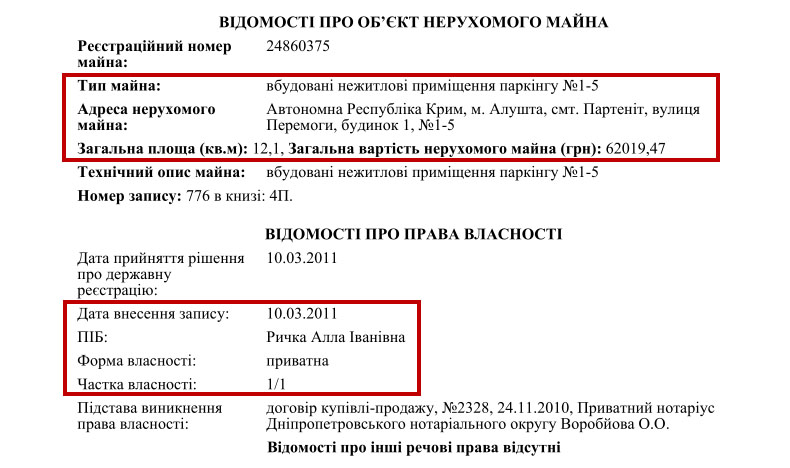 ВІДОМОСТІ ПРО ОБ’ЄКТ НЕРУХОМОГО МАЙНА
Реєстраційний номер майна: 24860375
Тип майна: вбудовані нежитлові приміщення паркінгу №1-5
Адреса нерухомого майна: Автономна Республіка Крим, м. Алушта, смт. Партеніт, вулиця
Перемоги, будинок 1, №1-5
Загальна площа (кв.м): 12,1, Загальна вартість нерухомого майна (грн): 62019,47
Технічний опис майна: вбудовані нежитлові приміщення паркінгу №1-5
Номер запису: 776 в книзі: 4П.
ВІДОМОСТІ ПРО ПРАВА ВЛАСНОСТІ
Дата прийняття рішення про державну реєстрацію: 10.03.2011
Дата внесення запису: 10.03.2011
ПІБ: Ричка Алла Іванівна
Форма власності: приватна
Частка власності: 1/1
Підстава виникнення права власності: договір купівлі-продажу, №2328, 24.11.2010, Приватний нотаріус
Дніпропетровського нотаріального округу Воробйова О.О.
Відомості про інші речові права відсутні